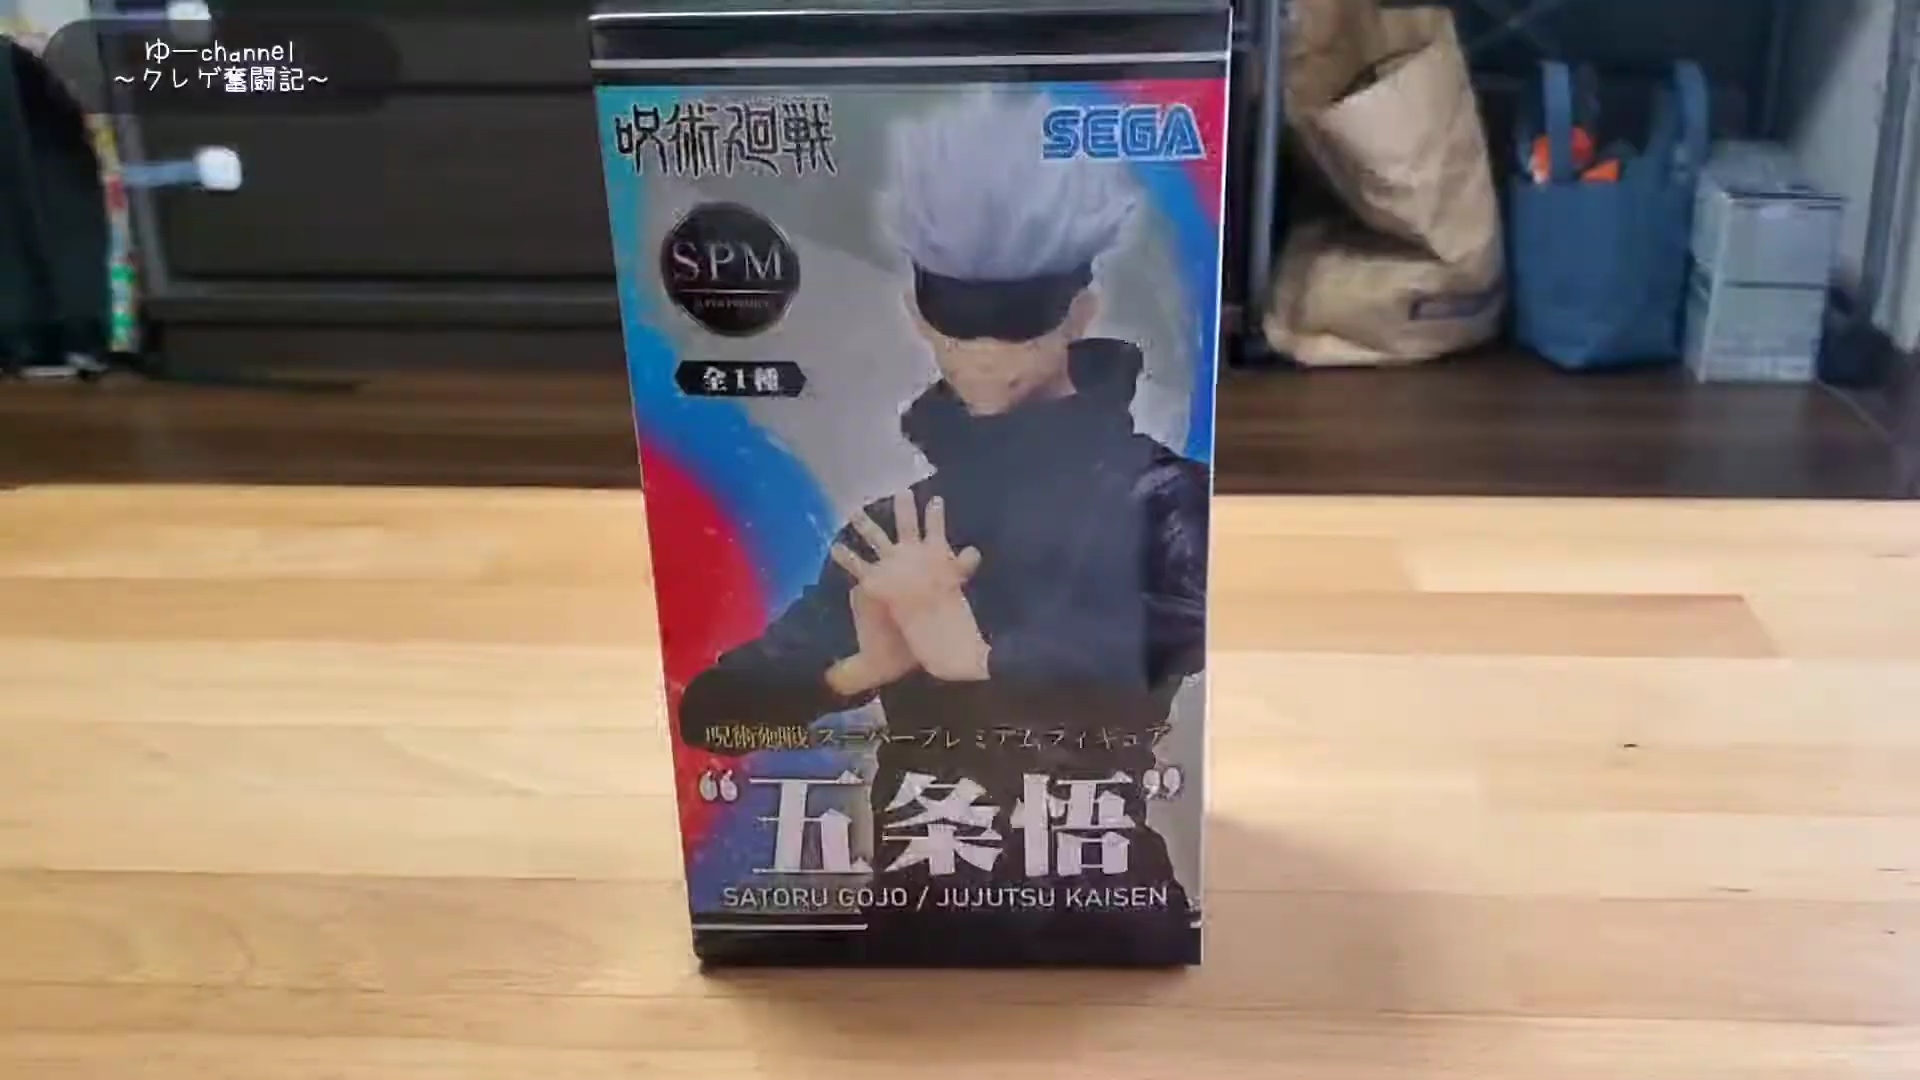 ゆーchannel
～クレゲ奮闘記～
呪術廻戦
SEGA
SPM
全1種
呪術廻戦 スーパープレミアムフィギュア
“五条悟”
SATORU GOJO / JUJUTSU KAISEN